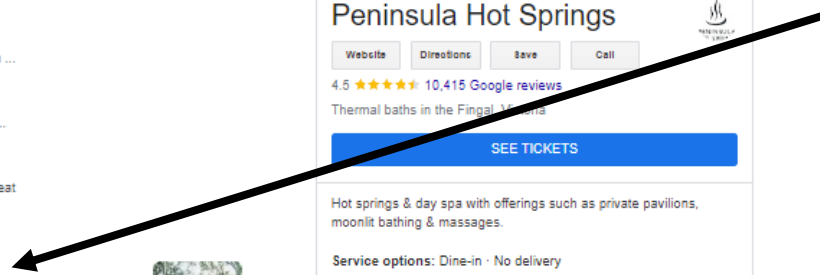 Peninsula Hot Springs
Website Directions Save Call
4.5 10,415 Google reviews
Thermal baths in the Fingal, Victoria
SEE TICKETS
eat
Hot springs & day spa with offerings such as private pavilions,
moonlit bathing & massages.
Service options: Dine-in · No delivery